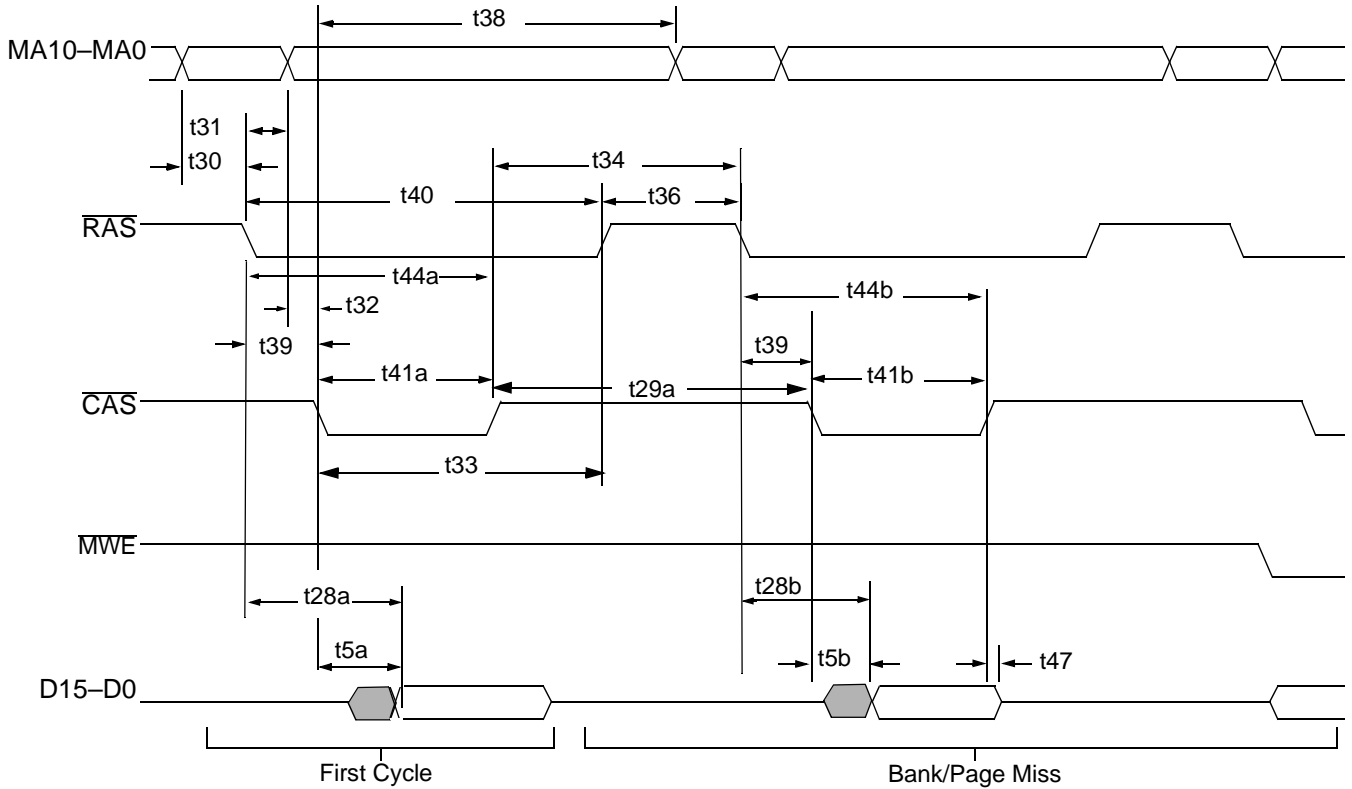 t38
MA10–MA0
t31
t30
t34
t40
t36
RAS
t44a
t44b
t32
t39
t39
t41a
t29a
t41b
CAS
t33
MWE
t28a
t28b
t5a
t5b
t47
D15–D0
First Cycle
Bank/Page Miss